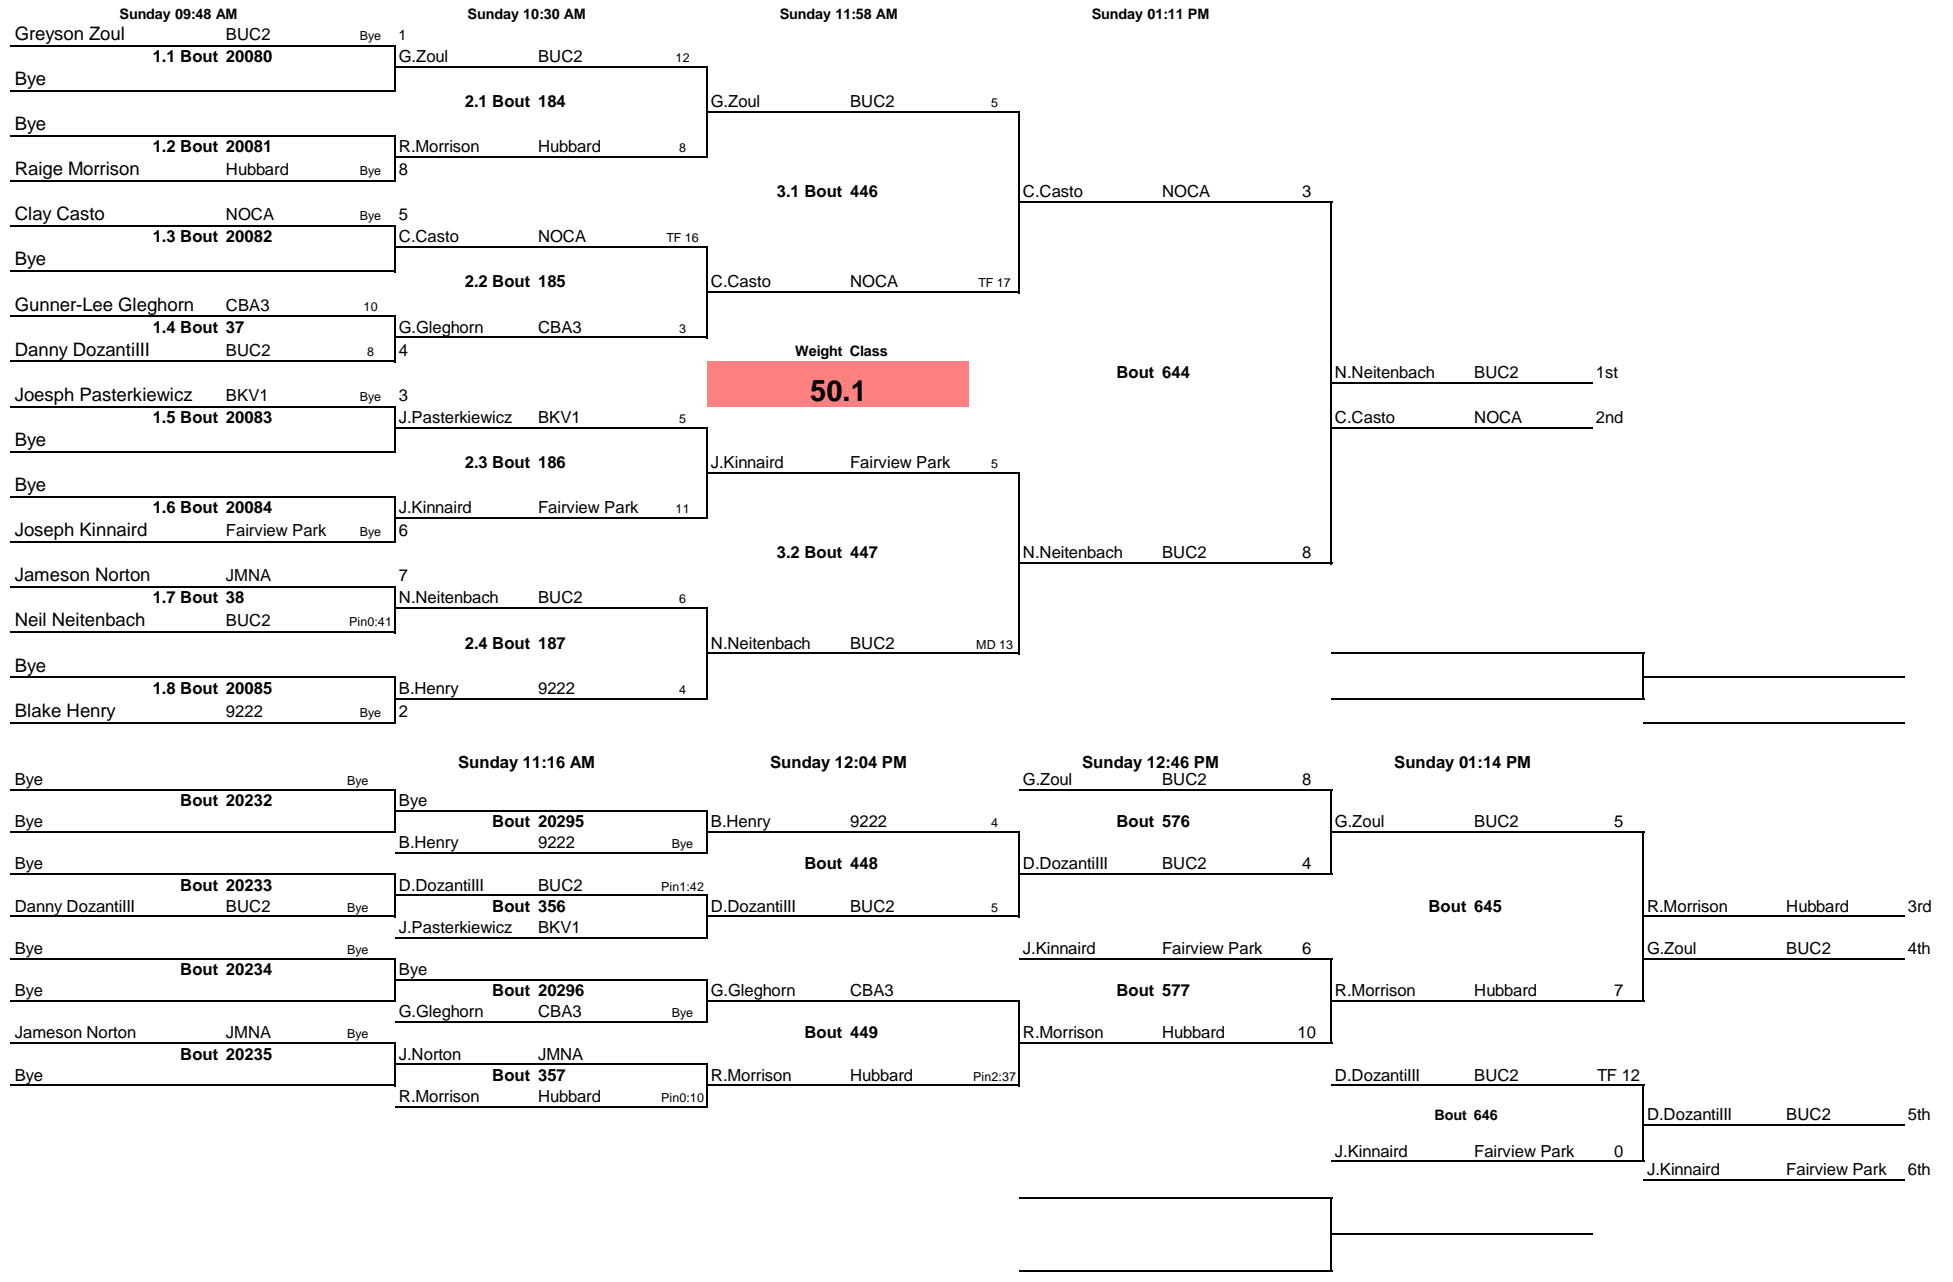 Sunday 09:48 AM Sunday 10:30 AM Sunday 11:58 AM Sunday 01:11 PM
Greyson Zoul BUC2 Bye 1
1.1 Bout 20080 G.Zoul BUC2 12
Bye
2.1 Bout 184 G.Zoul BUC2 5
Bye
1.2 Bout 20081 R.Morrison Hubbard 8
Raige Morrison Hubbard Bye 8
3.1 Bout 446 C.Casto NOCA 3
Clay Casto NOCA Bye 5
1.3 Bout 20082 C.Casto NOCA TF 16
Bye
2.2 Bout 185 C.Casto NOCA TF 17
Gunner-Lee Gleghorn CBA3 10
1.4 Bout 37 G.Gleghorn CBA3 3
Danny DozantiIII BUC2 8 4 Weight Class
Bout 644 N.Neitenbach BUC2 1st
50.1
Joesph Pasterkiewicz BKV1 Bye 3
1.5 Bout 20083 J.Pasterkiewicz BKV1 5 C.Casto NOCA 2nd
Bye
2.3 Bout 186 J.Kinnaird Fairview Park 5
Bye
1.6 Bout 20084 J.Kinnaird Fairview Park 11
Joseph Kinnaird Fairview Park Bye 6
3.2 Bout 447 N.Neitenbach BUC2 8
Jameson Norton JMNA 7
1.7 Bout 38 N.Neitenbach BUC2 6
Neil Neitenbach BUC2 Pin0:41
2.4 Bout 187 N.Neitenbach BUC2 MD 13
Bye
1.8 Bout 20085 B.Henry 9222 4
Blake Henry 9222 Bye 2
Sunday 11:16 AM Sunday 12:04 PM Sunday 12:46 PM Sunday 01:14 PM
Bye Bye G.Zoul BUC2 8
Bout 20232 Bye
Bye Bout 20295 B.Henry 9222 4 Bout 576 G.Zoul BUC2 5
B.Henry 9222 Bye
Bye Bout 448 D.DozantiIII BUC2 4
Bout 20233 D.DozantiIII BUC2 Pin1:42
Danny DozantiIII BUC2 Bye Bout 356 D.DozantiIII BUC2 5 Bout 645 R.Morrison Hubbard 3rd
J.Pasterkiewicz BKV1
Bye Bye J.Kinnaird Fairview Park 6 G.Zoul BUC2 4th
Bout 20234 Bye
Bye Bout 20296 G.Gleghorn CBA3 Bout 577 R.Morrison Hubbard 7
G.Gleghorn CBA3 Bye
Jameson Norton JMNA Bye Bout 449 R.Morrison Hubbard 10
Bout 20235 J.Norton JMNA
Bye Bout 357 R.Morrison Hubbard Pin2:37 D.DozantiIII BUC2 TF 12
R.Morrison Hubbard Pin0:10
Bout 646 D.DozantiIII BUC2 5th
J.Kinnaird Fairview Park 0
J.Kinnaird Fairview Park 6th